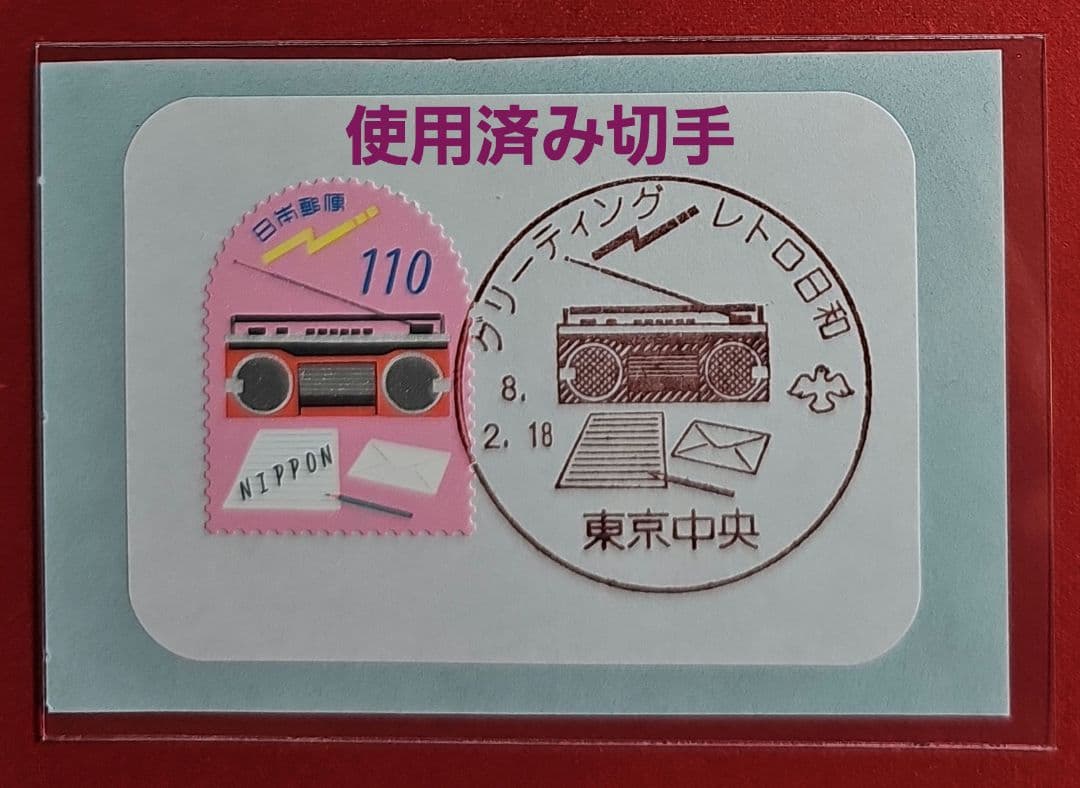 使用済み切手
日本郵便
110
NIPPON
グリーティング レトロ日和
8.
2. 18
東京中央